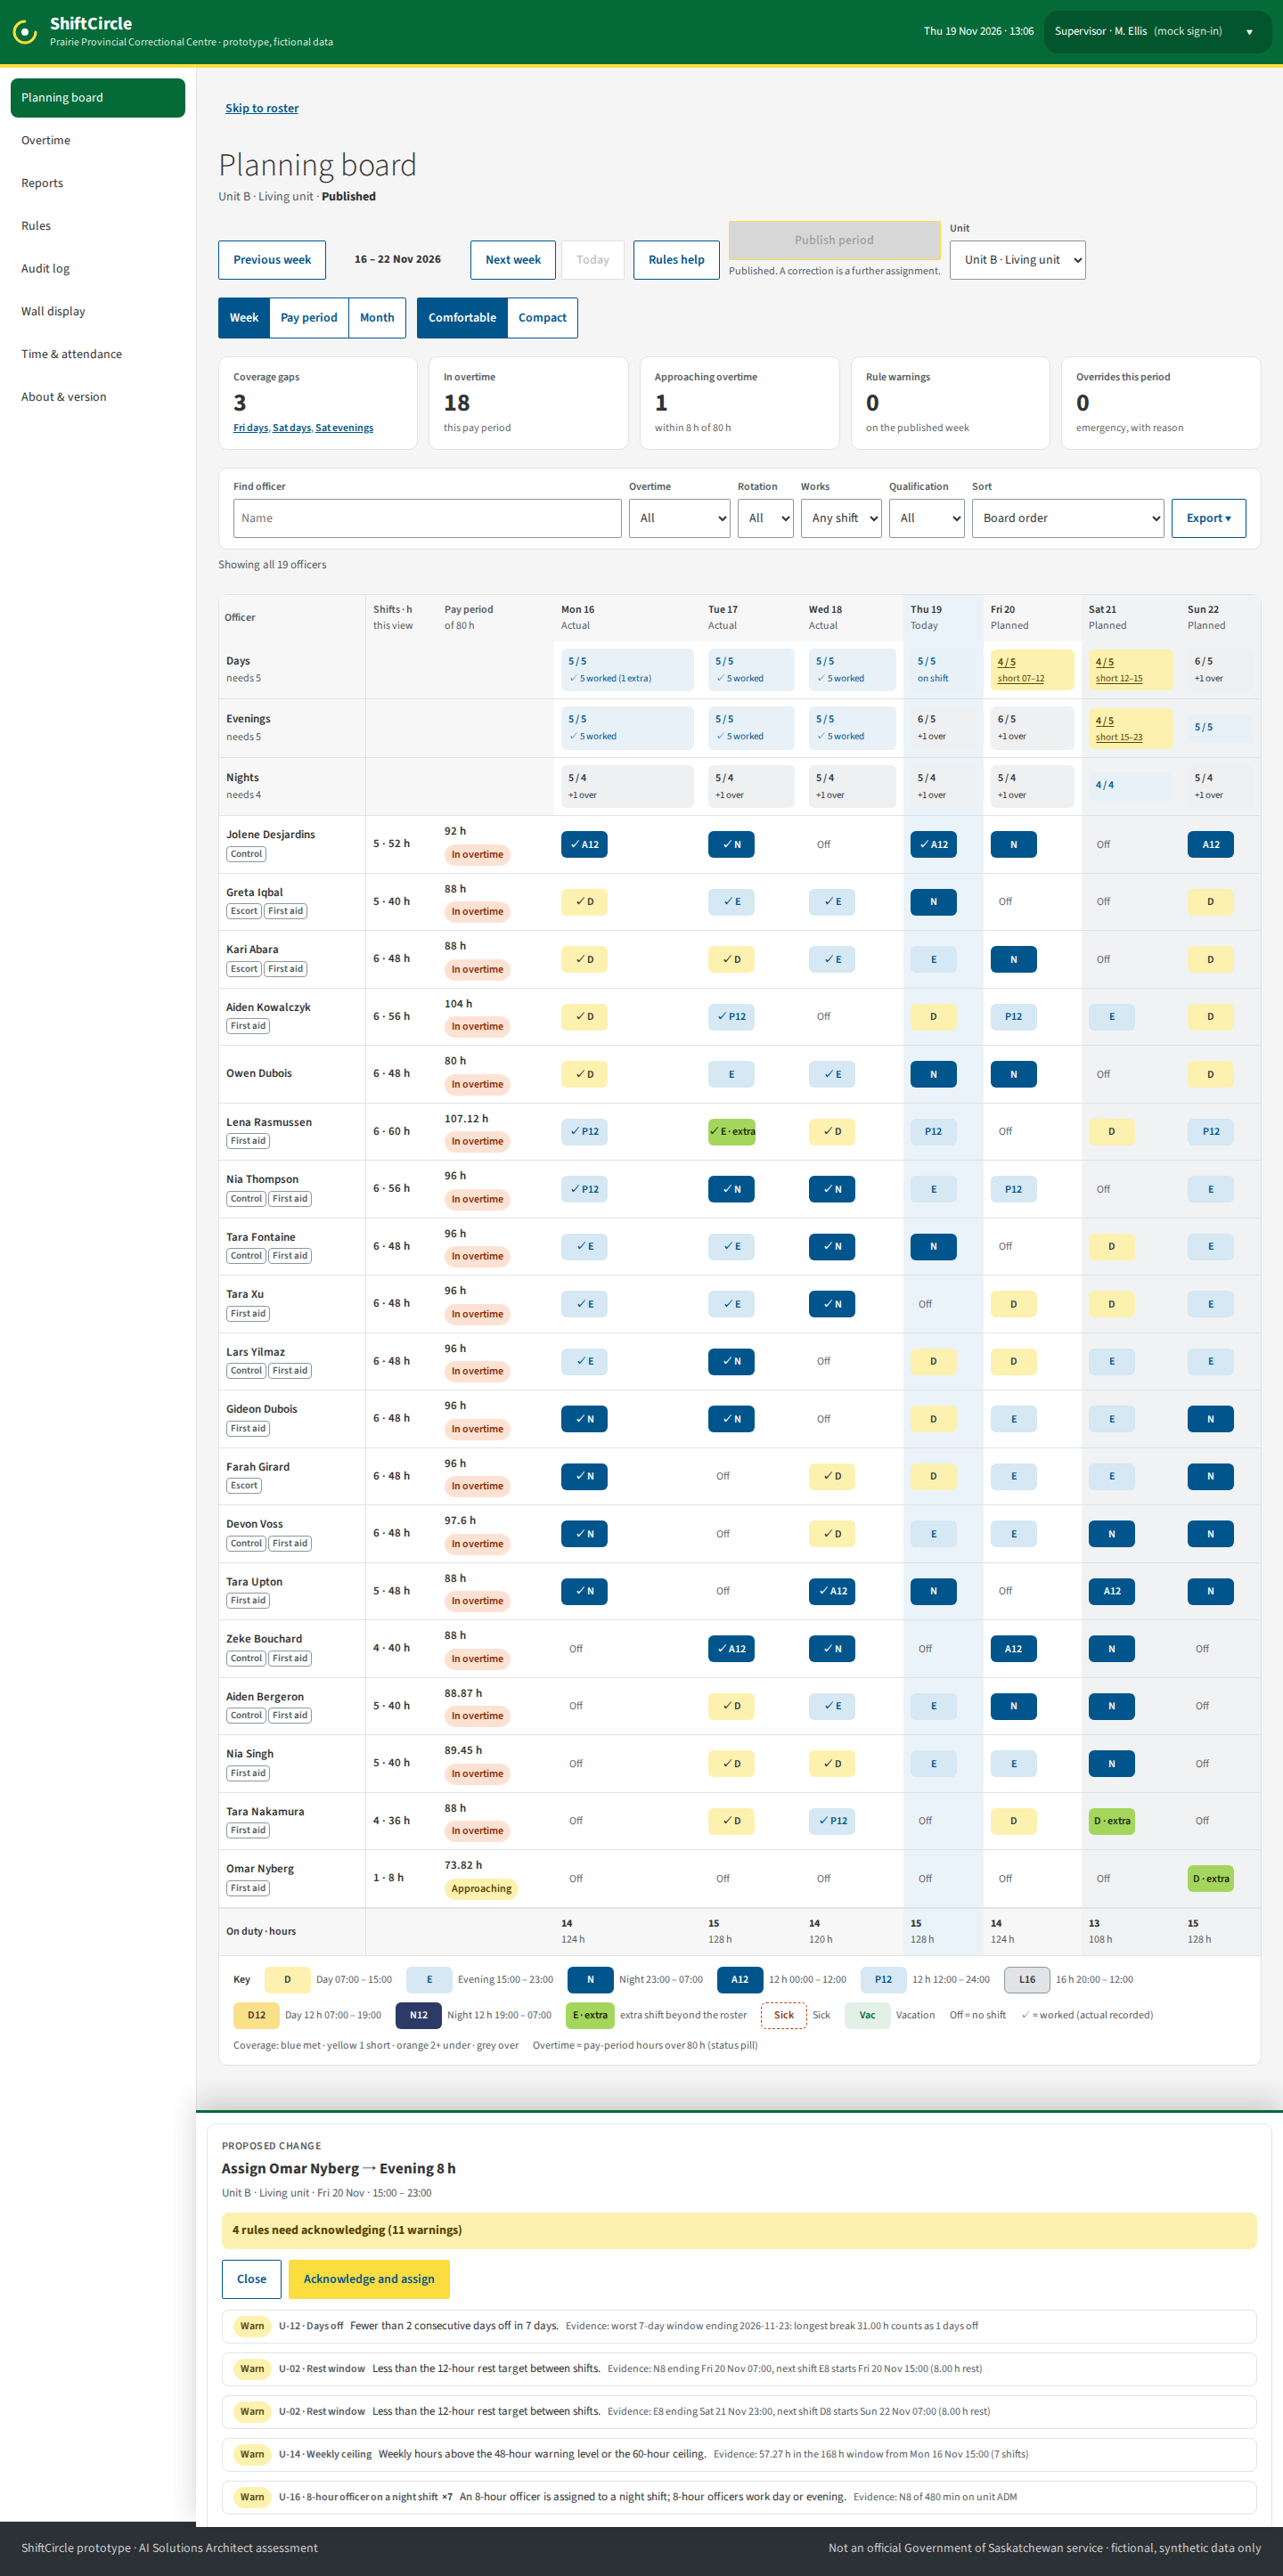 ShiftCircle
Prairie Provincial Correctional Centre · prototype, fictional data
Thu 19 Nov 2026 · 13:06
Supervisor · M. Ellis (mock sign-in) ▾
Planning board
Overtime
Reports
Rules
Audit log
Wall display
Time & attendance
About & version
Skip to roster
Planning board
Unit B · Living unit · Published
Previous week
16 – 22 Nov 2026
Next week
Today
Rules help
Publish period
Published. A correction is a further assignment.
Unit
Unit B · Living unit
Week Pay period Month
Comfortable Compact
Coverage gaps
3
Fri days, Sat days, Sat evenings
In overtime
18
this pay period
Approaching overtime
1
within 8 h of 80 h
Rule warnings
0
on the published week
Overrides this period
0
emergency, with reason
Find officer
Name
Overtime
All
Rotation
All
Works
Any shift
Qualification
All
Sort
Board order
Export ▾
Showing all 19 officers
Officer
Shifts · h
this view
Pay period
of 80 h
Mon 16
Actual
Tue 17
Actual
Wed 18
Actual
Thu 19
Today
Fri 20
Planned
Sat 21
Planned
Sun 22
Planned
Days
needs 5
5 / 5
✓ 5 worked (1 extra)
5 / 5
✓ 5 worked
5 / 5
✓ 5 worked
5 / 5
on shift
4 / 5
short 07–12
4 / 5
short 12–15
6 / 5
+1 over
Evenings
needs 5
5 / 5
✓ 5 worked
5 / 5
✓ 5 worked
5 / 5
✓ 5 worked
6 / 5
+1 over
6 / 5
+1 over
4 / 5
short 15–23
5 / 5
Nights
needs 4
5 / 4
+1 over
5 / 4
+1 over
5 / 4
+1 over
5 / 4
+1 over
5 / 4
+1 over
4 / 4
5 / 4
+1 over
Jolene Desjardins
Control
5 · 52 h
92 h
In overtime
✓ A12 ✓ N Off ✓ A12 N Off A12
Greta Iqbal
Escort First aid
5 · 40 h
88 h
In overtime
✓ D ✓ E ✓ E N Off Off D
Kari Abara
Escort First aid
6 · 48 h
88 h
In overtime
✓ D ✓ D ✓ E E N Off D
Aiden Kowalczyk
First aid
6 · 56 h
104 h
In overtime
✓ D ✓ P12 Off D P12 E D
Owen Dubois
6 · 48 h
80 h
In overtime
✓ D E ✓ E N N Off D
Lena Rasmussen
First aid
6 · 60 h
107.12 h
In overtime
✓ P12 ✓ E · extra ✓ D P12 Off D P12
Nia Thompson
Control First aid
6 · 56 h
96 h
In overtime
✓ P12 ✓ N ✓ N E P12 Off E
Tara Fontaine
Control First aid
6 · 48 h
96 h
In overtime
✓ E ✓ E ✓ N N Off D E
Tara Xu
First aid
6 · 48 h
96 h
In overtime
✓ E ✓ E ✓ N Off D D E
Lars Yilmaz
Control First aid
6 · 48 h
96 h
In overtime
✓ E ✓ N Off D D E E
Gideon Dubois
First aid
6 · 48 h
96 h
In overtime
✓ N ✓ N Off D E E N
Farah Girard
Escort
6 · 48 h
96 h
In overtime
✓ N Off ✓ D D E E N
Devon Voss
Control First aid
6 · 48 h
97.6 h
In overtime
✓ N Off ✓ D E E N N
Tara Upton
First aid
5 · 48 h
88 h
In overtime
✓ N Off ✓ A12 N Off A12 N
Zeke Bouchard
Control First aid
4 · 40 h
88 h
In overtime
Off ✓ A12 ✓ N Off A12 N Off
Aiden Bergeron
Control First aid
5 · 40 h
88.87 h
In overtime
Off ✓ D ✓ E E N N Off
Nia Singh
First aid
5 · 40 h
89.45 h
In overtime
Off ✓ D ✓ D E E N Off
Tara Nakamura
First aid
4 · 36 h
88 h
In overtime
Off ✓ D ✓ P12 Off D D · extra Off
Omar Nyberg
First aid
1 · 8 h
73.82 h
Approaching
Off Off Off Off Off Off D · extra
On duty · hours
14
124 h
15
128 h
14
120 h
15
128 h
14
124 h
13
108 h
15
128 h
Key D Day 07:00 – 15:00 E Evening 15:00 – 23:00 N Night 23:00 – 07:00 A12 12 h 00:00 – 12:00 P12 12 h 12:00 – 24:00 L16 16 h 20:00 – 12:00
D12 Day 12 h 07:00 – 19:00 N12 Night 12 h 19:00 – 07:00 E · extra extra shift beyond the roster Sick Sick Vac Vacation Off = no shift ✓ = worked (actual recorded)
Coverage: blue met · yellow 1 short · orange 2+ under · grey over Overtime = pay-period hours over 80 h (status pill)
PROPOSED CHANGE
Assign Omar Nyberg → Evening 8 h
Unit B · Living unit · Fri 20 Nov · 15:00 – 23:00
4 rules need acknowledging (11 warnings)
Close
Acknowledge and assign
Warn U-12 · Days off Fewer than 2 consecutive days off in 7 days. Evidence: worst 7-day window ending 2026-11-23: longest break 31.00 h counts as 1 days off
Warn U-02 · Rest window Less than the 12-hour rest target between shifts. Evidence: N8 ending Fri 20 Nov 07:00, next shift E8 starts Fri 20 Nov 15:00 (8.00 h rest)
Warn U-02 · Rest window Less than the 12-hour rest target between shifts. Evidence: E8 ending Sat 21 Nov 23:00, next shift D8 starts Sun 22 Nov 07:00 (8.00 h rest)
Warn U-14 · Weekly ceiling Weekly hours above the 48-hour warning level or the 60-hour ceiling. Evidence: 57.27 h in the 168 h window from Mon 16 Nov 15:00 (7 shifts)
Warn U-16 · 8-hour officer on a night shift ×7 An 8-hour officer is assigned to a night shift; 8-hour officers work day or evening. Evidence: N8 of 480 min on unit ADM
ShiftCircle prototype · AI Solutions Architect assessment
Not an official Government of Saskatchewan service · fictional, synthetic data only